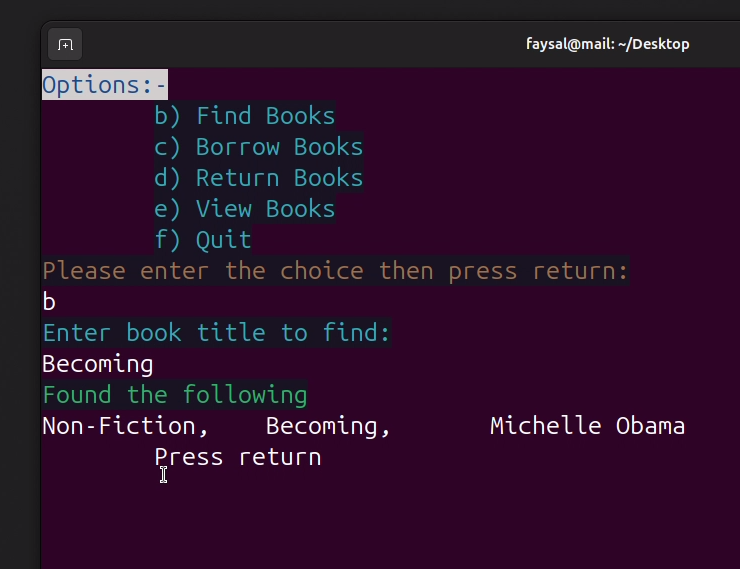 faysal@mail: ~/Desktop
Options:-
b) Find Books
c) Borrow Books
d) Return Books
e) View Books
f) Quit
Please enter the choice then press return:
b
Enter book title to find:
Becoming
Found the following
Non-Fiction, Becoming, Michelle Obama
Press return